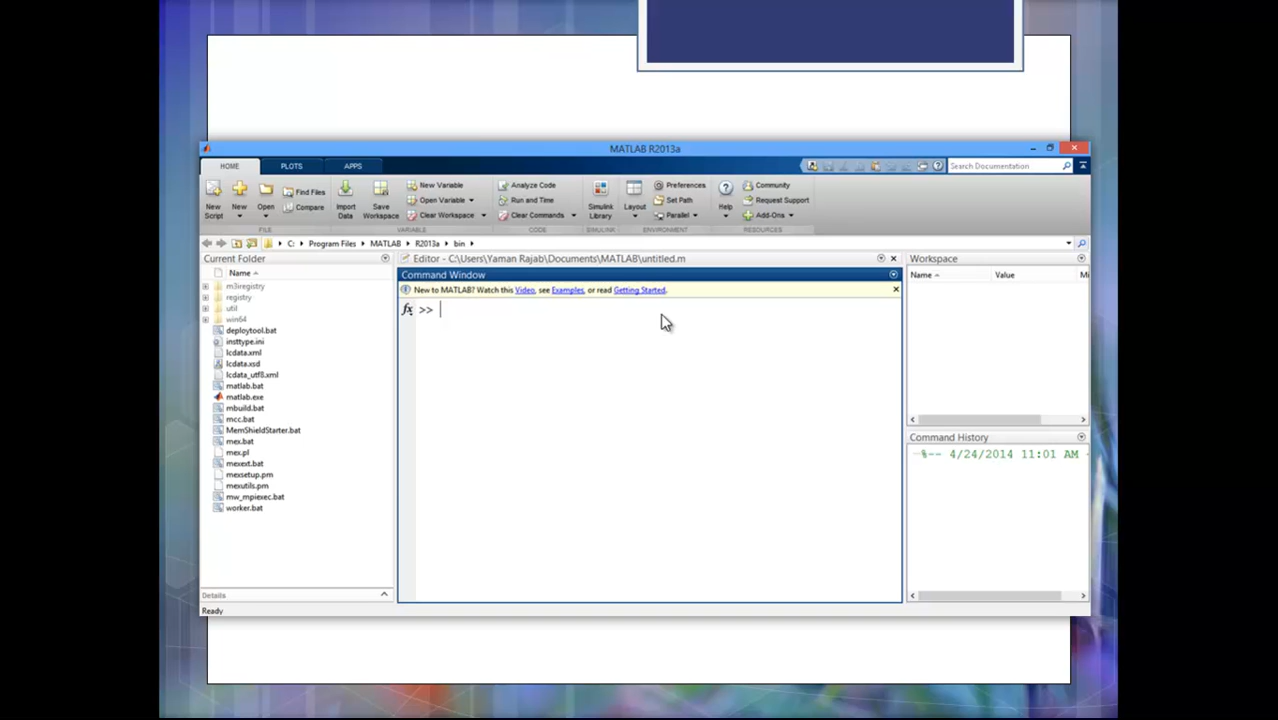 MATLAB R2013a
HOME PLOTS APPS Search Documentation
New Script
New
Open
Find Files
Compare
Import Data
Save Workspace
New Variable
Open Variable
Clear Workspace
Analyze Code
Run and Time
Clear Commands
Simulink Library
Layout
Preferences
Set Path
Parallel
Help
Community
Request Support
Add-Ons
FILE VARIABLE CODE SIMULINK ENVIRONMENT RESOURCES
C: Program Files MATLAB R2013a bin
Current Folder
Name
m3iregistry
registry
util
win64
deploytool.bat
insttype.ini
lcdata.xml
lcdata.xsd
lcdata_utf8.xml
matlab.bat
matlab.exe
mbuild.bat
mcc.bat
MemShieldStarter.bat
mex.bat
mex.pl
mexext.bat
mexsetup.pm
mexutils.pm
mw_mpiexec.bat
worker.bat
Details
Ready
Editor - C:\Users\Yaman Rajab\Documents\MATLAB\untitled.m
Command Window
New to MATLAB? Watch this Video, see Examples, or read Getting Started.
fx >>
Workspace
Name Value Mi
Command History
%-- 4/24/2014 11:01 AM -